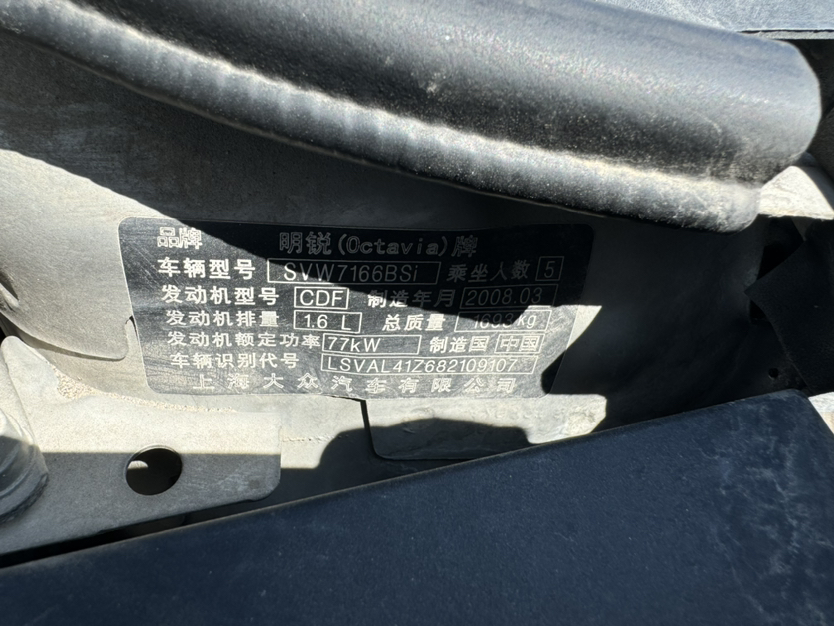 品牌 明锐(Octavia)牌
车辆型号 SVW7166BSi 乘坐人数 5
发动机型号 CDF 制造年月 2008.03
发动机排量 1.6 L 总质量 1693kg
发动机额定功率 77kW 制造国 中国
车辆识别代号 LSVAL41Z682109107
上海大众汽车有限公司